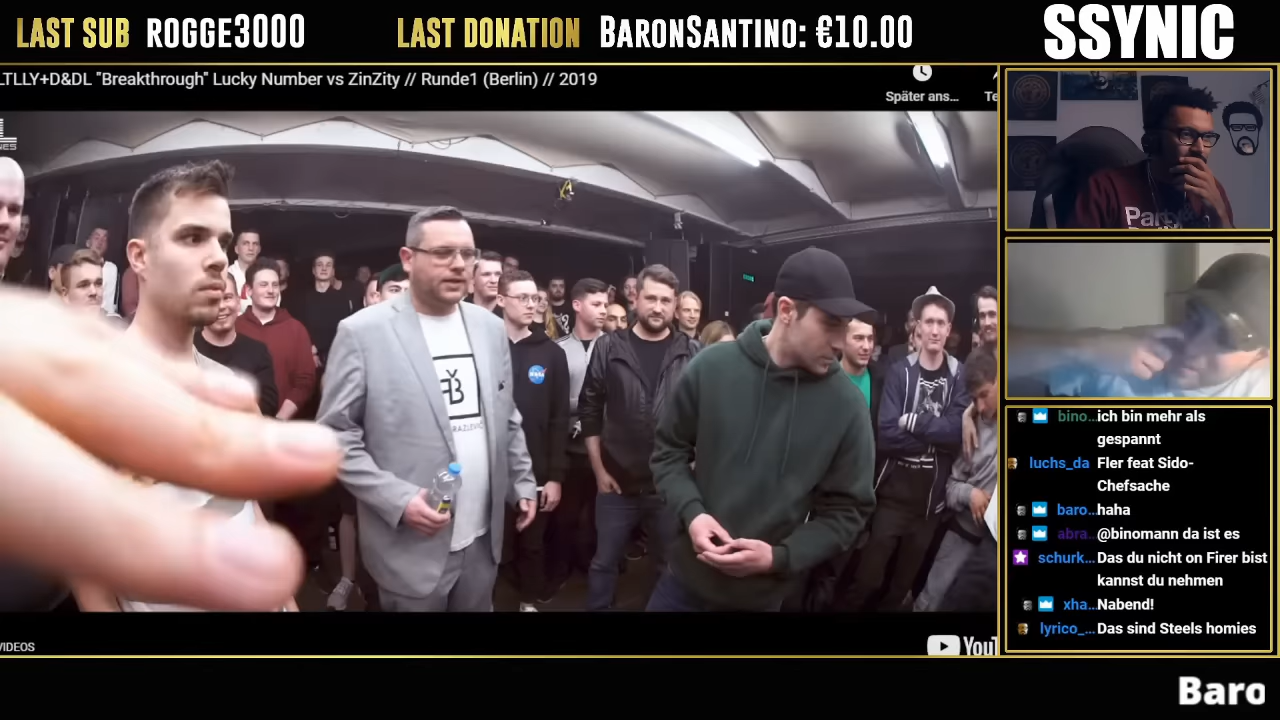 LAST SUB ROGGE3000
LAST DONATION BARONSANTINO: €10.00
SSYNIC
LTLLY+D&DL "Breakthrough" Lucky Number vs ZinZity // Runde1 (Berlin) // 2019
Später ans...
Te
NASA
VIDEOS
You
bino... ich bin mehr als
gespannt
luchs_da Fler feat Sido-
Chefsache
baro... haha
abra... @binomann da ist es
schurk... Das du nicht on Firer bist
kannst du nehmen
xha... Nabend!
lyrico_... Das sind Steels homies
Baro